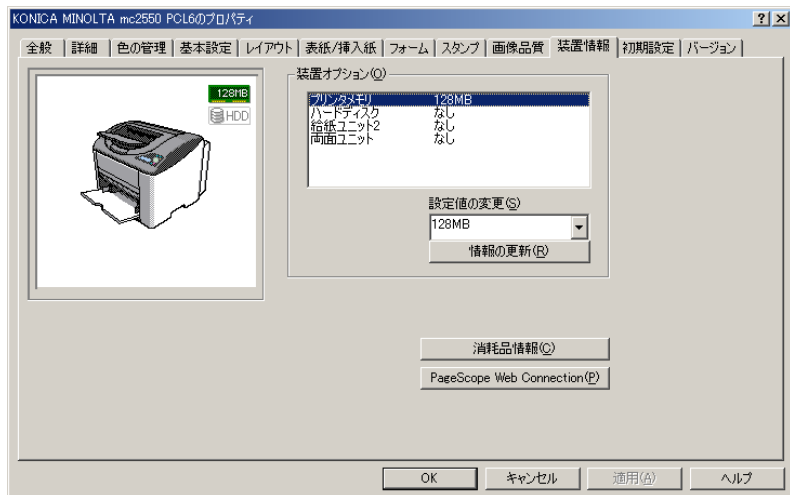 KONICA MINOLTA mc2550 PCL6のプロパティ
全般 詳細 色の管理 基本設定 レイアウト 表紙/挿入紙 フォーム スタンプ 画像品質 装置情報 初期設定 バージョン
128MB
HDD
装置オプション(O)
プリンタメモリ 128MB
ハードディスク なし
給紙ユニット2 なし
両面ユニット なし
設定値の変更(S)
128MB
情報の更新(R)
消耗品情報(C)
PageScope Web Connection(P)
OK キャンセル 適用(A) ヘルプ